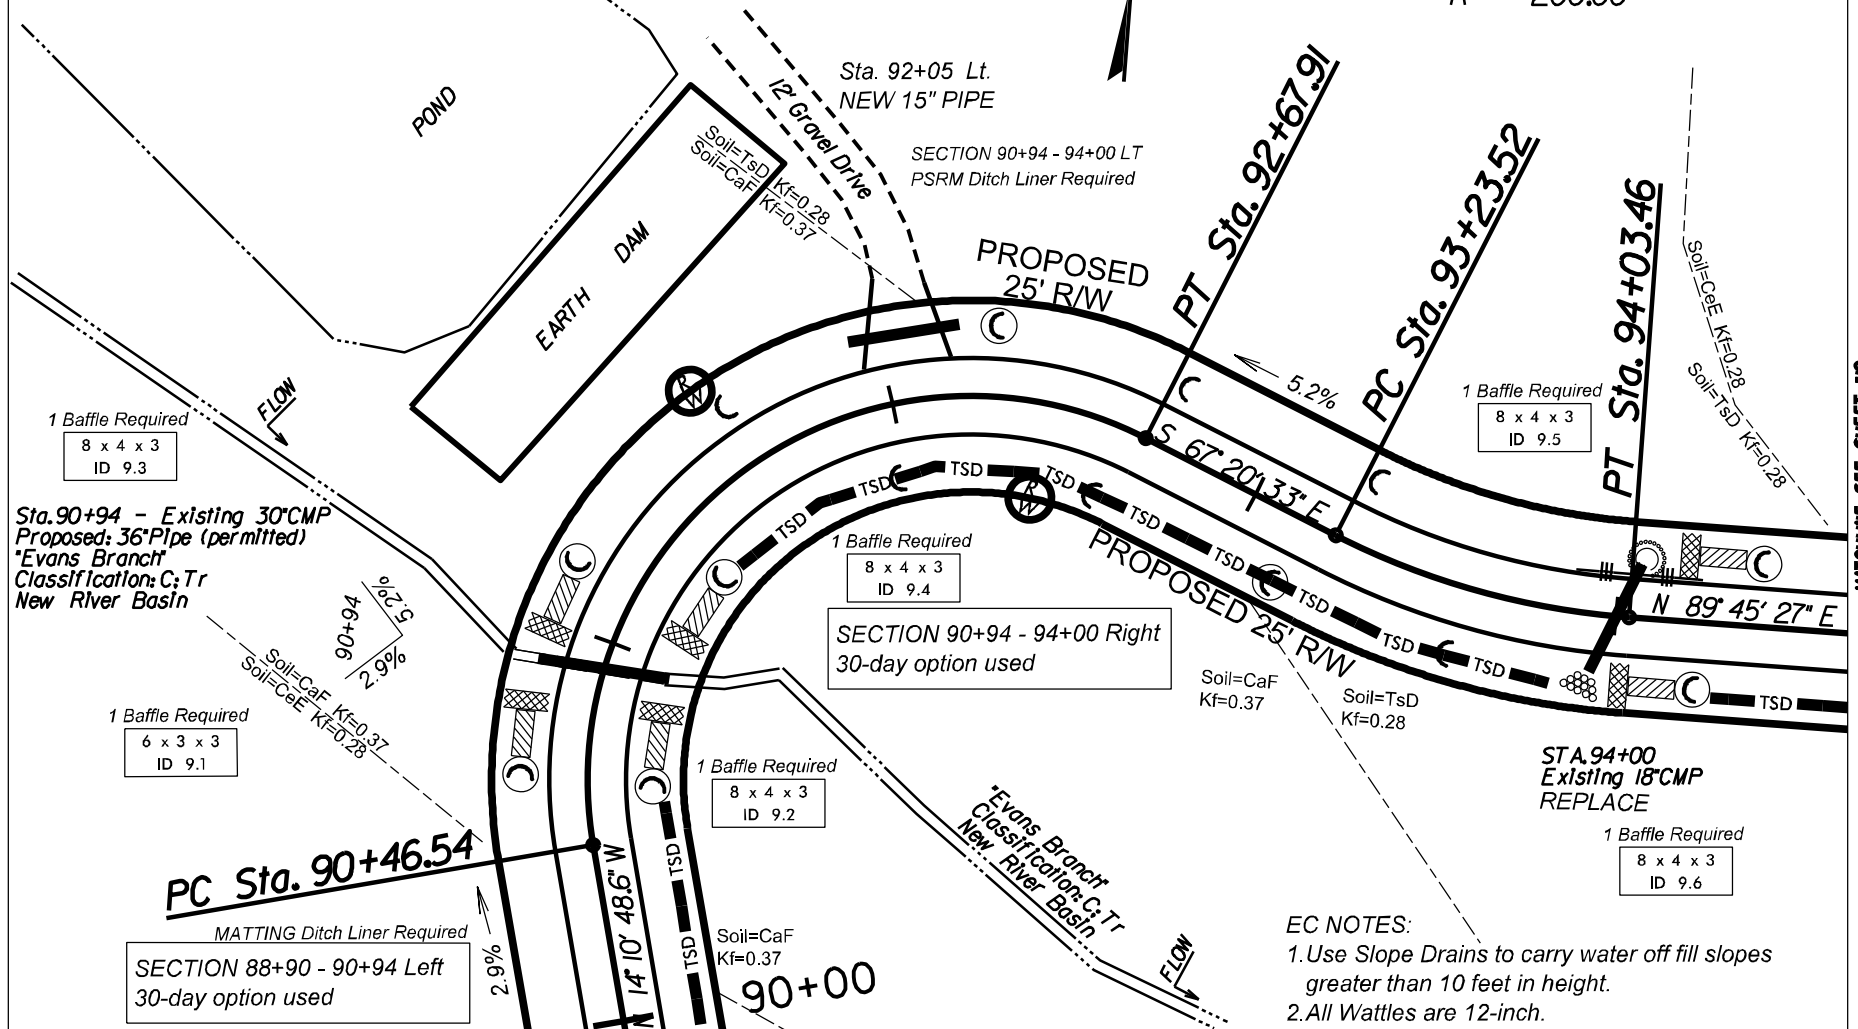 POND
Sta. 92+05 Lt.
NEW 15" PIPE
12' Gravel Drive
SECTION 90+94 - 94+00 LT
PSRM Ditch Liner Required
Soil=TsD Kf=0.28
Soil=CaF Kf=0.37
EARTH DAM
PROPOSED
25' R/W
PT Sta. 92+67.91
PC Sta. 93+23.52
PT Sta. 94+03.46
Soil=CeE Kf=0.28
Soil=TsD Kf=0.28
5.2%
1 Baffle Required
8 x 4 x 3
ID 9.5
FLOW
1 Baffle Required
8 x 4 x 3
ID 9.3
R
W
S 67° 20' 33" E
Sta.90+94 - Existing 30"CMP
Proposed: 36"Pipe (permitted)
"Evans Branch"
Classification: C; Tr
New River Basin
TSD
TSD
TSD
TSD
TSD
TSD
TSD
TSD
TSD
TSD
R
W
1 Baffle Required
8 x 4 x 3
ID 9.4
PROPOSED 25' R/W
N 89° 45' 27" E
SECTION 90+94 - 94+00 Right
30-day option used
90+94
5.2%
2.9%
Soil=CaF Kf=0.37
Soil=CeE Kf=0.28
Soil=CaF
Kf=0.37
Soil=TsD
Kf=0.28
1 Baffle Required
6 x 3 x 3
ID 9.1
1 Baffle Required
8 x 4 x 3
ID 9.2
STA.94+00
Existing 18"CMP
REPLACE
1 Baffle Required
8 x 4 x 3
ID 9.6
PC Sta. 90+46.54
N 14° 10' 48.6" W
TSD
TSD
"Evans Branch"
Classification: C; Tr
New River Basin
FLOW
MATTING Ditch Liner Required
SECTION 88+90 - 90+94 Left
30-day option used
2.9%
Soil=CaF
Kf=0.37
90+00
EC NOTES:
1.Use Slope Drains to carry water off fill slopes
greater than 10 feet in height.
2.All Wattles are 12-inch.